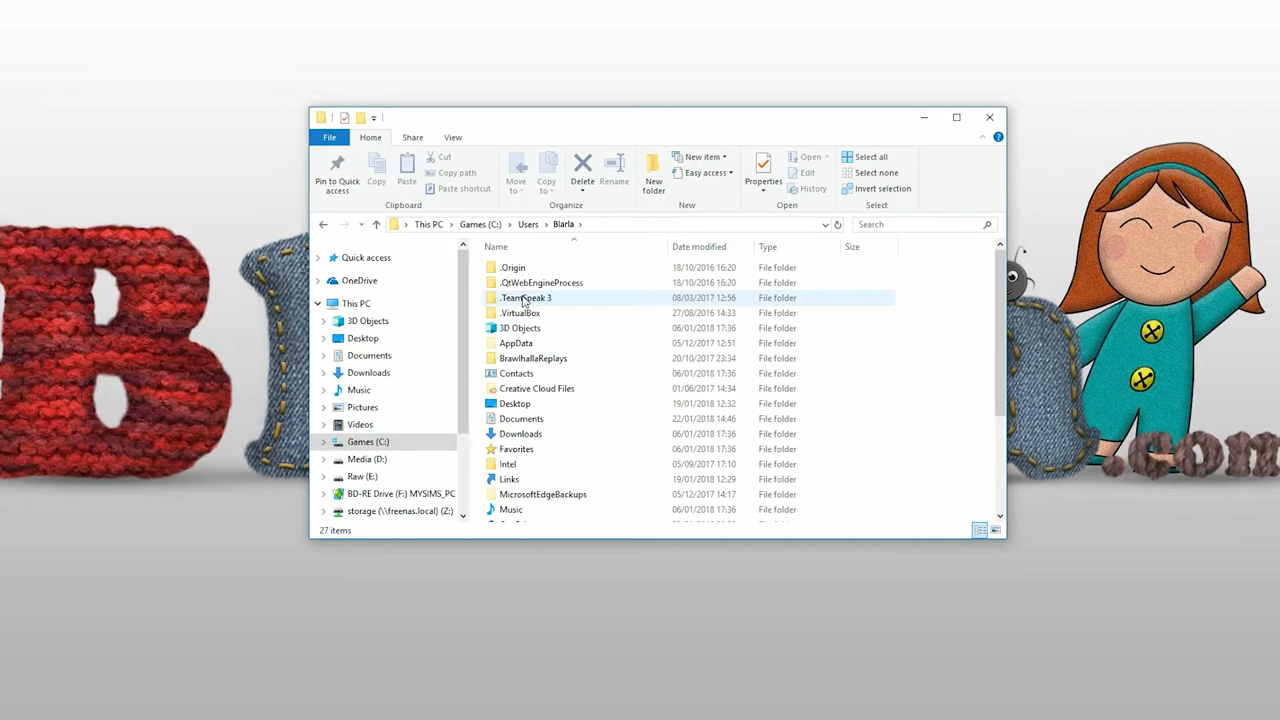 File
Home
Share
View
Pin to Quick access
Copy
Paste
Cut
Copy path
Paste shortcut
Clipboard
Move to
Copy to
Delete
Rename
Organize
New folder
New item
Easy access
New
Properties
Open
Edit
History
Open
Select all
Select none
Invert selection
Select
This PC > Games (C:) > Users > Blarla >
Search
Quick access
OneDrive
This PC
3D Objects
Desktop
Documents
Downloads
Music
Pictures
Videos
Games (C:)
Media (D:)
Raw (E:)
BD-RE Drive (F:) MYSIMS_PC
storage (\\freenas.local) (Z:)
Name Date modified Type Size
.Origin 18/10/2016 16:20 File folder
.QtWebEngineProcess 18/10/2016 16:20 File folder
.TeamSpeak 3 08/03/2017 12:56 File folder
.VirtualBox 27/08/2016 14:33 File folder
3D Objects 06/01/2018 17:36 File folder
AppData 05/12/2017 12:51 File folder
BrawlhallaReplays 20/10/2017 23:34 File folder
Contacts 06/01/2018 17:36 File folder
Creative Cloud Files 01/06/2017 14:34 File folder
Desktop 19/01/2018 12:32 File folder
Documents 22/01/2018 14:46 File folder
Downloads 06/01/2018 17:36 File folder
Favorites 06/01/2018 17:36 File folder
Intel 05/09/2017 17:10 File folder
Links 19/01/2018 12:29 File folder
MicrosoftEdgeBackups 05/12/2017 14:17 File folder
Music 06/01/2018 17:36 File folder
27 items
B
.com